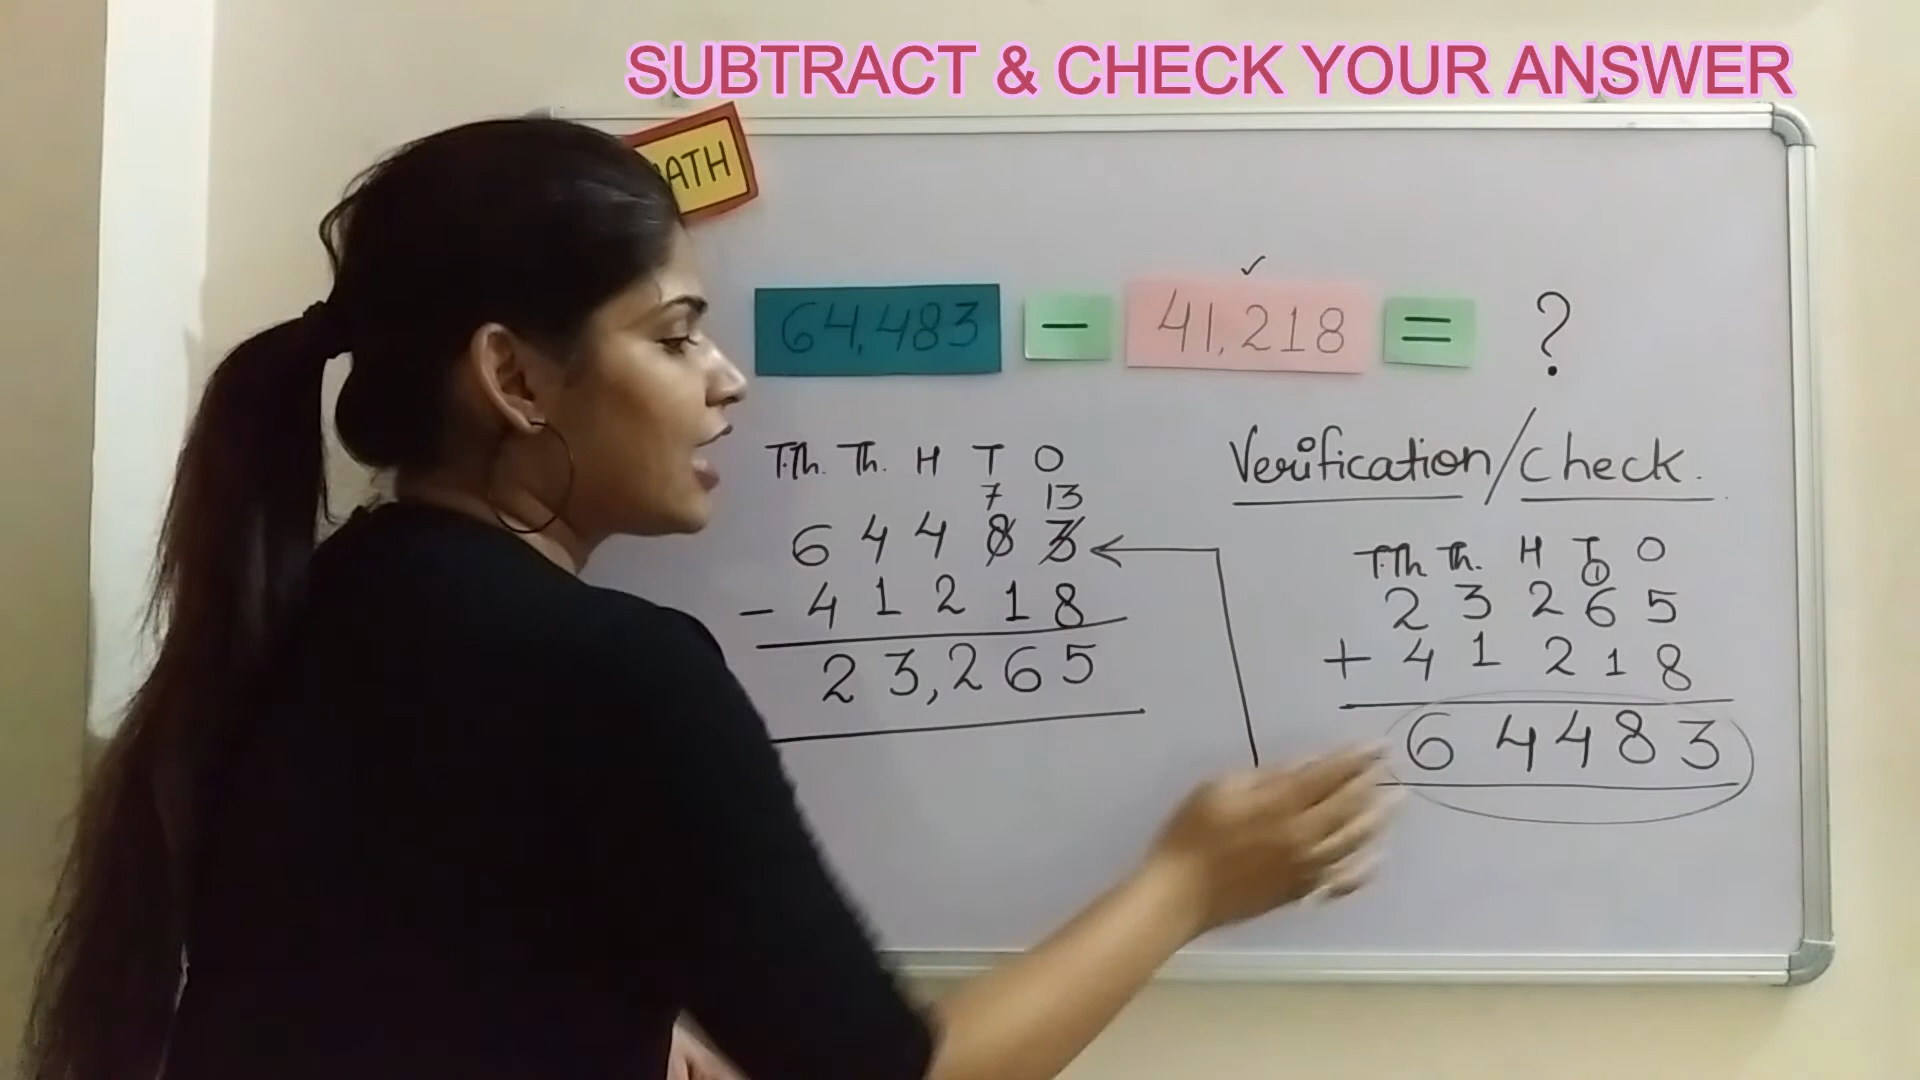 SUBTRACT & CHECK YOUR ANSWER
MATH
64,483 − 41,218 = ?
T.Th. Th. H T O
7 13
6 4 4 8 3
- 4 1 2 1 8
2 3,2 6 5
Verification/check.
T.Th Th. H T O
1
2 3 2 6 5
+ 4 1 2 1 8
6 4 4 8 3